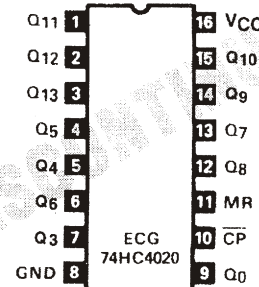 Q11 1 16 VCC
Q12 2 15 Q10
Q13 3 14 Q9
Q5 4 13 Q7
Q4 5 12 Q8
Q6 6 11 MR
Q3 7 ECG 10 C̅P̅
74HC4020
GND 8 9 Q0